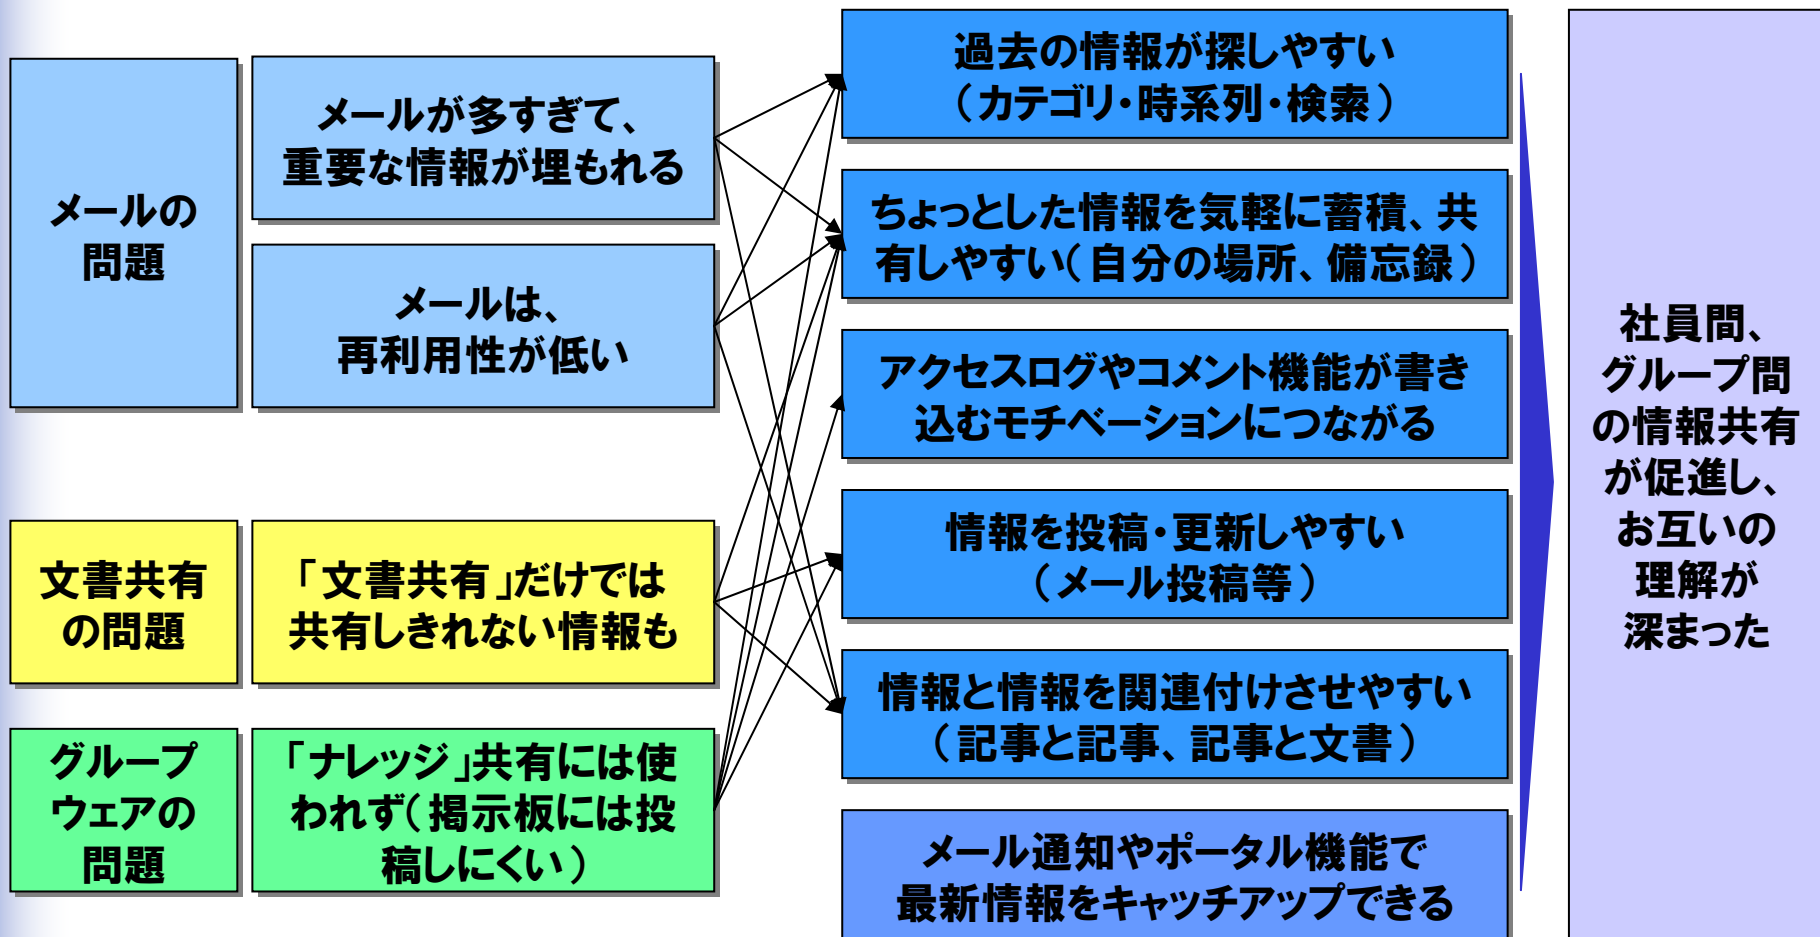 メールの
問題
メールが多すぎて、
重要な情報が埋もれる
メールは、
再利用性が低い
文書共有
の問題
「文書共有」だけでは
共有しきれない情報も
グループ
ウェアの
問題
「ナレッジ」共有には使
われず（掲示板には投
稿しにくい）
過去の情報が探しやすい
（カテゴリ・時系列・検索）
ちょっとした情報を気軽に蓄積、共
有しやすい（自分の場所、備忘録）
アクセスログやコメント機能が書き
込むモチベーションにつながる
情報を投稿・更新しやすい
（メール投稿等）
情報と情報を関連付けさせやすい
（記事と記事、記事と文書）
メール通知やポータル機能で
最新情報をキャッチアップできる
社員間、
グループ間
の情報共有
が促進し、
お互いの
理解が
深まった